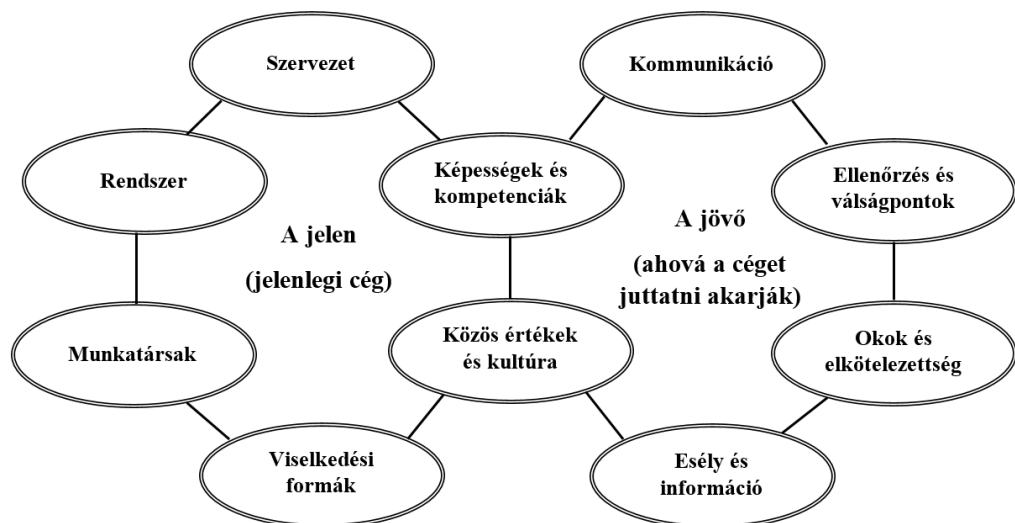 Szervezet
Kommunikáció
Rendszer
Képességek és
kompetenciák
Ellenőrzés és
válságpontok
A jelen
(jelenlegi cég)
A jövő
(ahová a céget
juttatni akarják)
Munkatársak
Közös értékek
és kultúra
Okok és
elkötelezettség
Viselkedési
formák
Esély és
információ